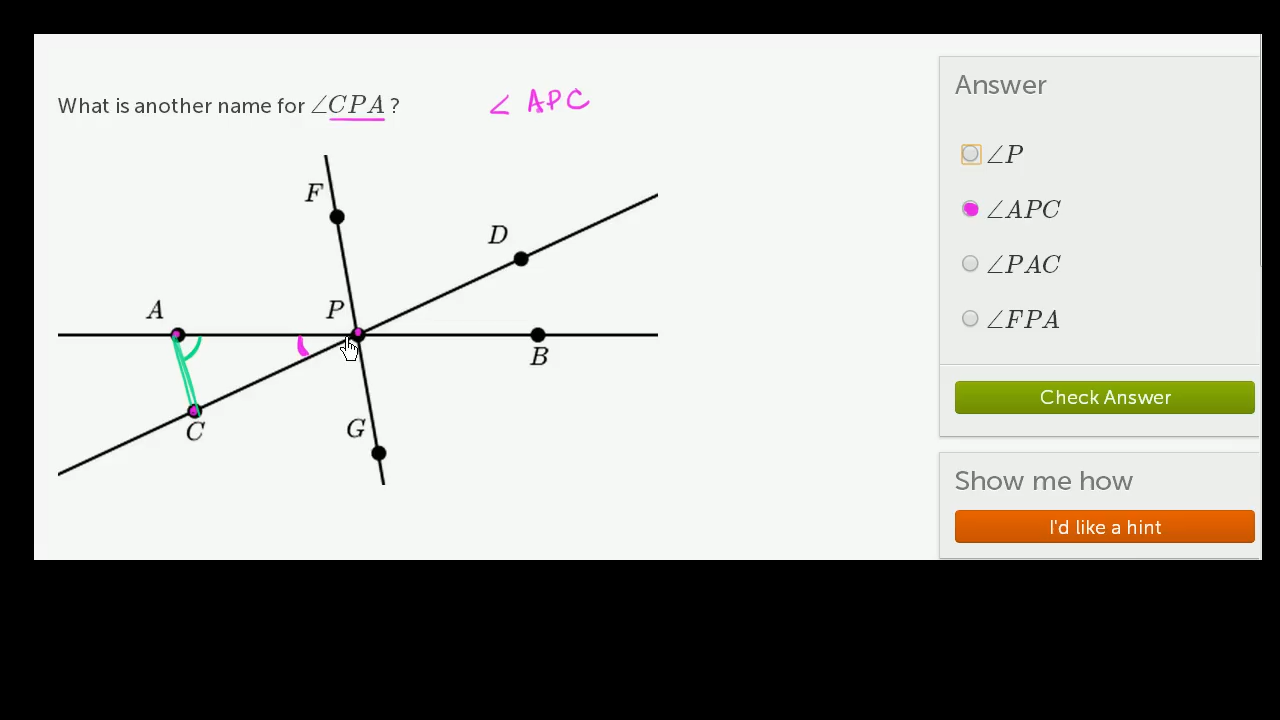 What is another name for ∠CPA ?
∠ APC
F
D
A
P
B
C
G
Answer
∠P
∠APC
∠PAC
∠FPA
Check Answer
Show me how
I'd like a hint